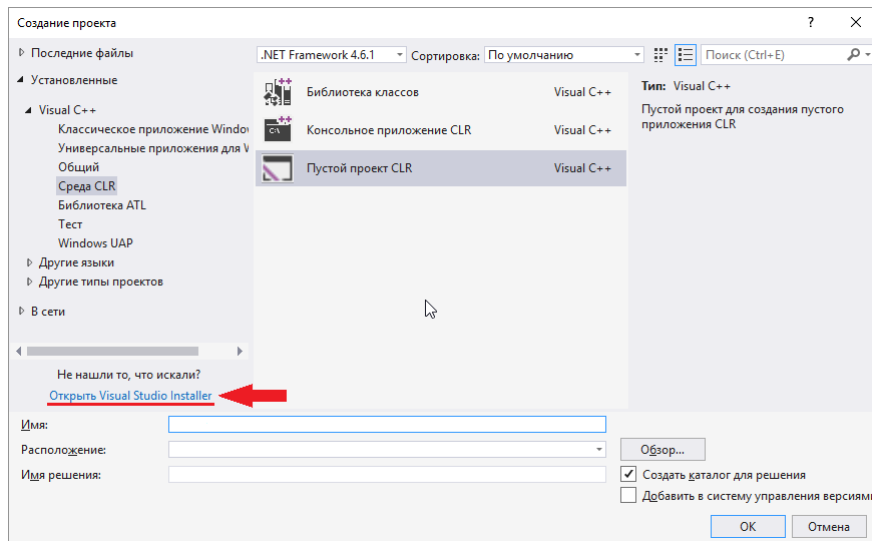 Создание проекта
? ×
Последние файлы
Установленные
Visual C++
Классическое приложение Windo
Универсальные приложения для V
Общий
Среда CLR
Библиотека ATL
Тест
Windows UAP
Другие языки
Другие типы проектов
В сети
Не нашли то, что искали?
Открыть Visual Studio Installer
.NET Framework 4.6.1 Сортировка: По умолчанию
Поиск (Ctrl+E)
Библиотека классов Visual C++
Консольное приложение CLR Visual C++
Пустой проект CLR Visual C++
Тип: Visual C++
Пустой проект для создания пустого
приложения CLR
Имя:
Расположение:
Обзор...
Имя решения:
Создать каталог для решения
Добавить в систему управления версиями
ОК Отмена